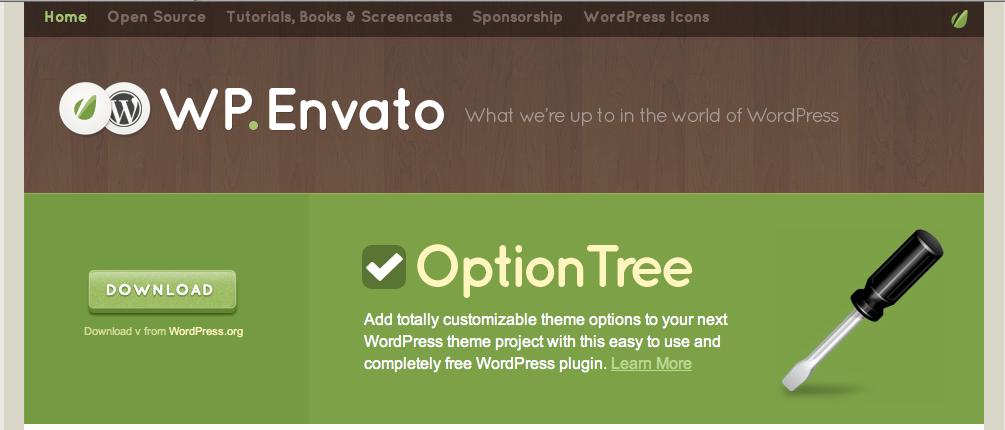 Home Open Source Tutorials, Books & Screencasts Sponsorship WordPress Icons
WP.Envato What we're up to in the world of WordPress
OptionTree
DOWNLOAD
Download v from WordPress.org
Add totally customizable theme options to your next
WordPress theme project with this easy to use and
completely free WordPress plugin. Learn More